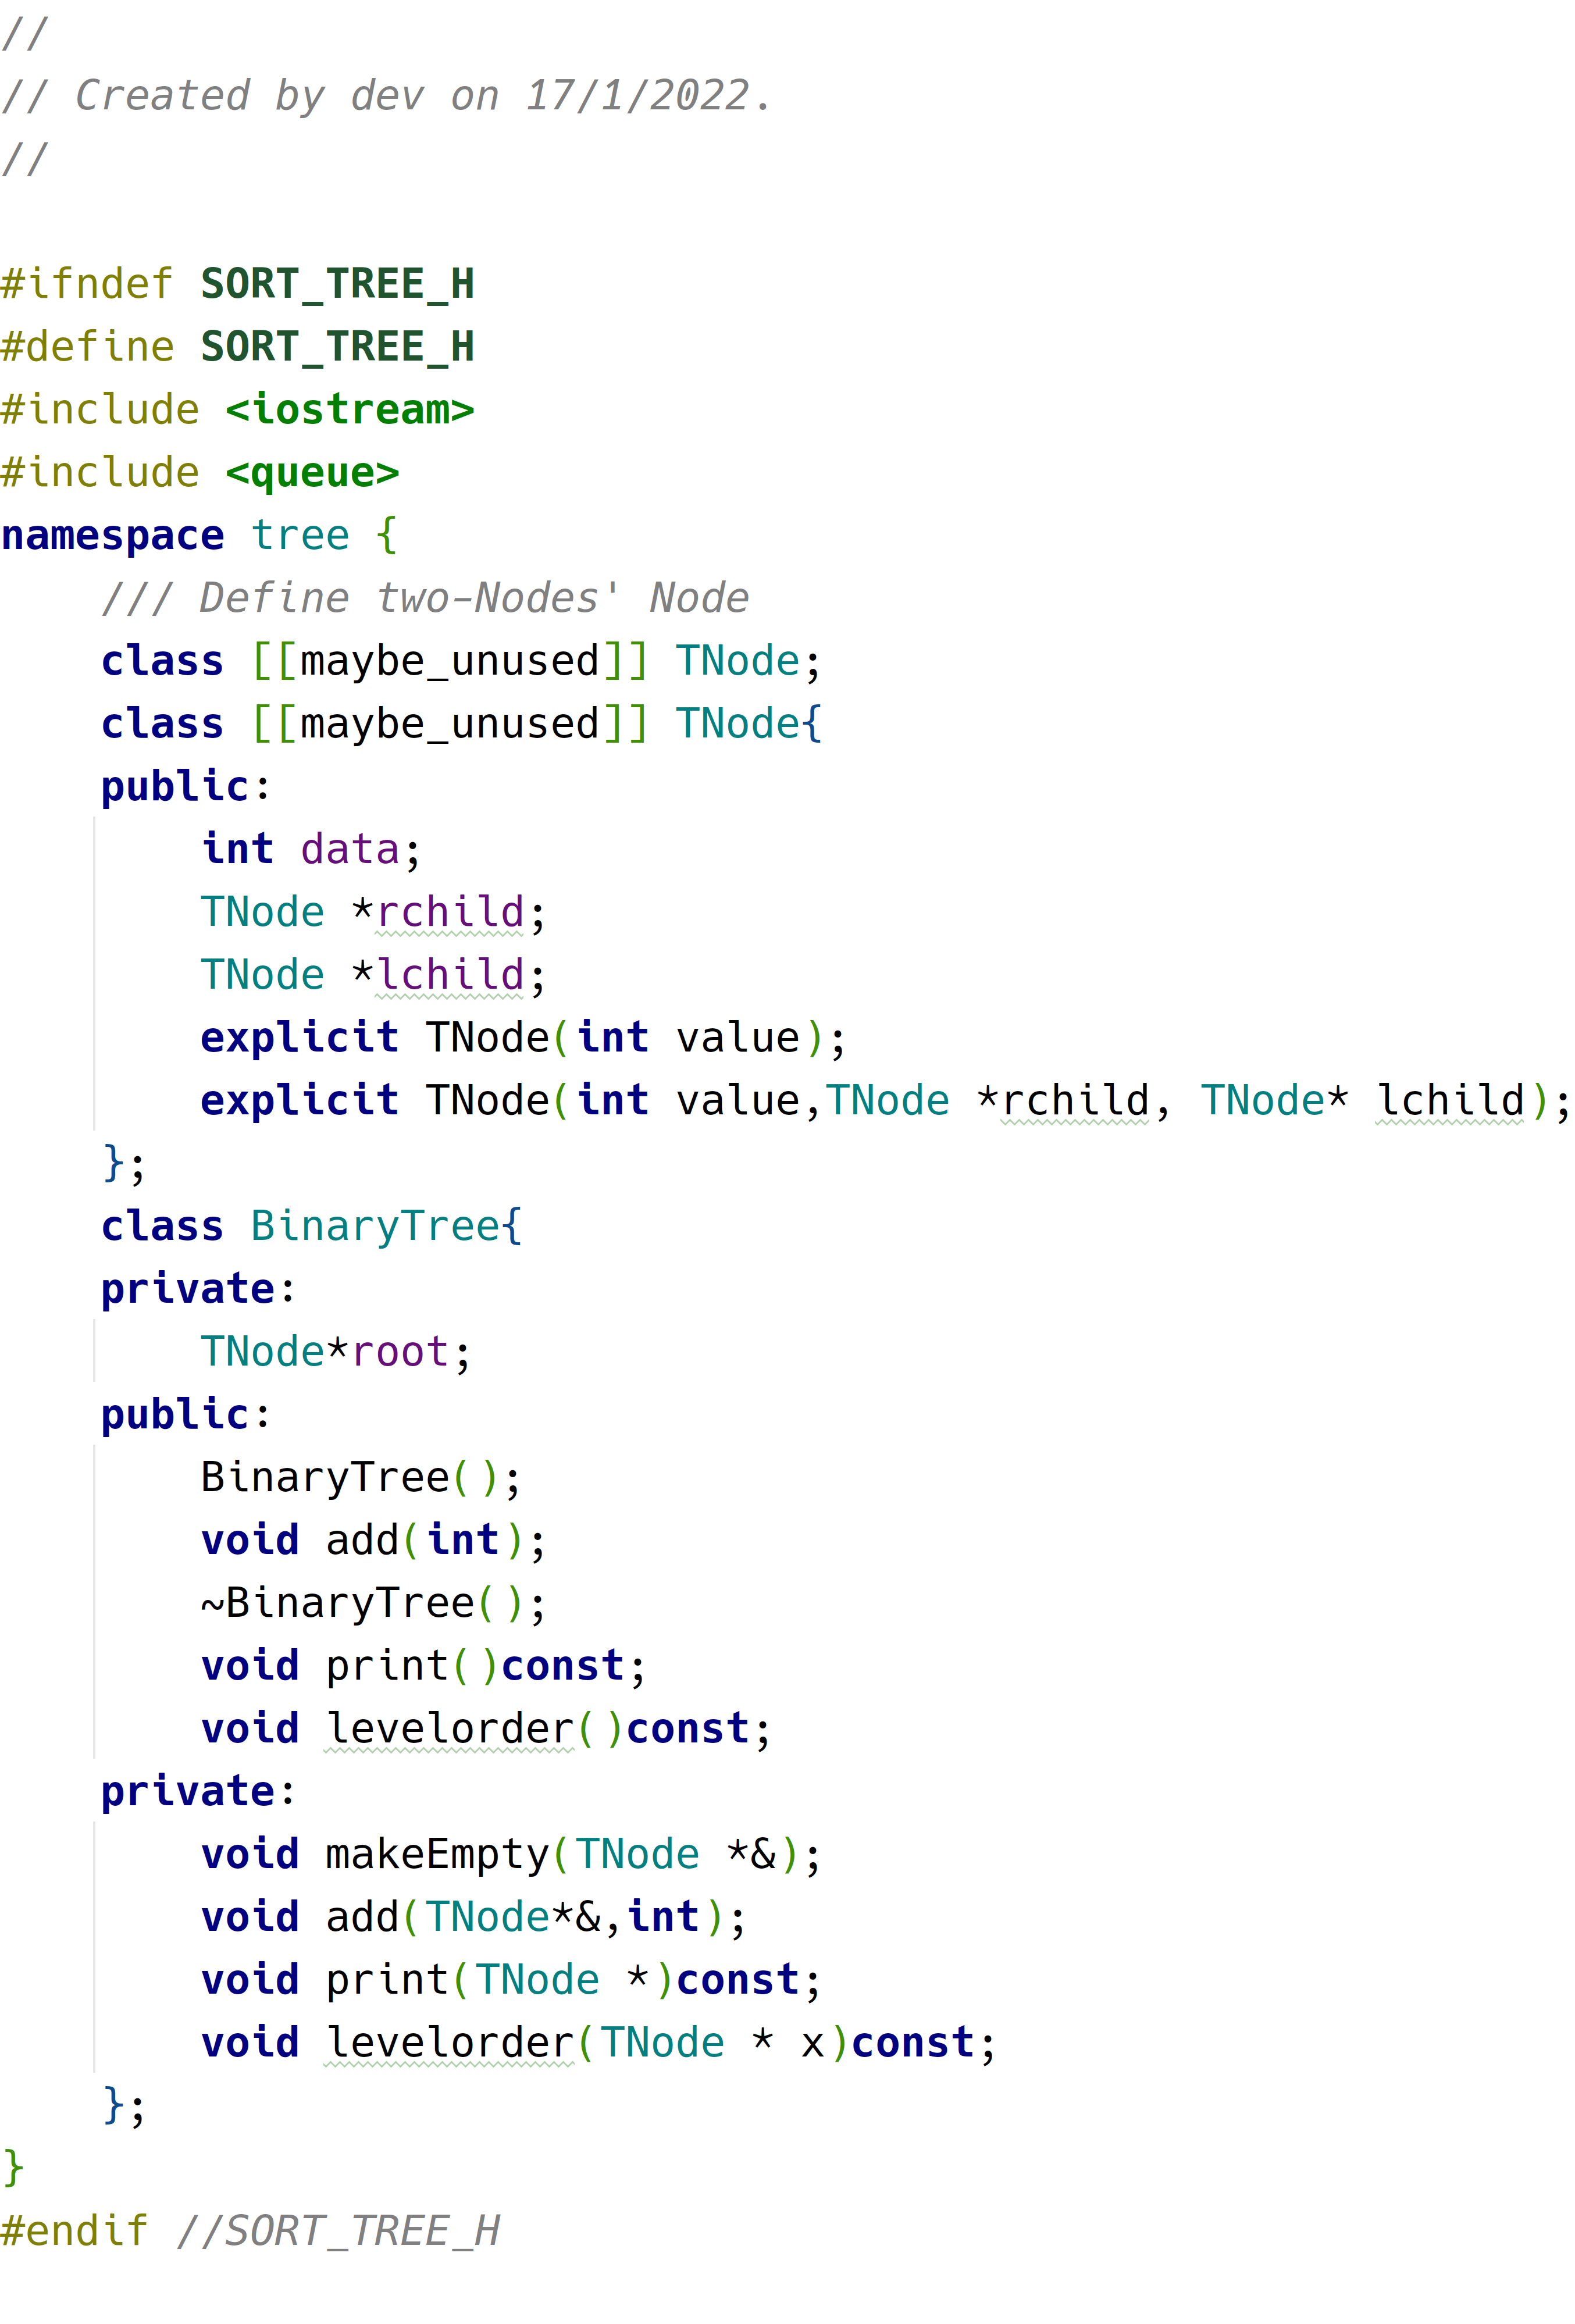 //
// Created by dev on 17/1/2022.
//
#ifndef SORT_TREE_H
#define SORT_TREE_H
#include <iostream>
#include <queue>
namespace tree {
    /// Define two-Nodes' Node
    class [[maybe_unused]] TNode;
    class [[maybe_unused]] TNode{
    public:
        int data;
        TNode *rchild;
        TNode *lchild;
        explicit TNode(int value);
        explicit TNode(int value,TNode *rchild, TNode* lchild);
    };
    class BinaryTree{
    private:
        TNode*root;
    public:
        BinaryTree();
        void add(int);
        ~BinaryTree();
        void print()const;
        void levelorder()const;
    private:
        void makeEmpty(TNode *&);
        void add(TNode*&,int);
        void print(TNode *)const;
        void levelorder(TNode * x)const;
    };
}
#endif //SORT_TREE_H